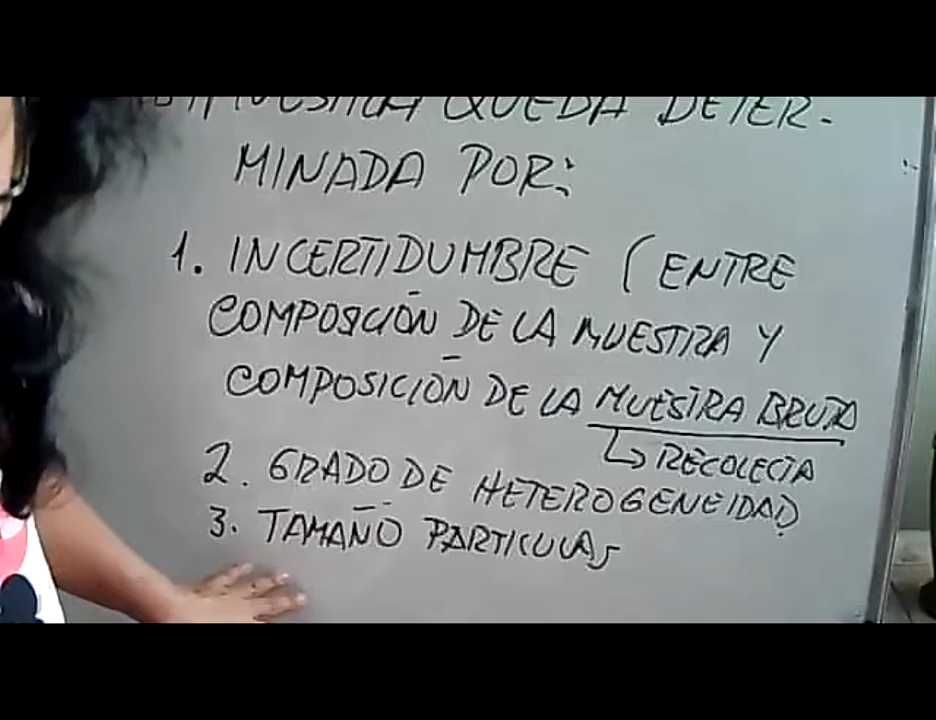 MUESTRA QUEDA DETER-
MINADA POR:
1. INCERTIDUMBRE (ENTRE
COMPOSICIÓN DE LA MUESTRA Y
COMPOSICIÓN DE LA MUESTRA BRUTA
↳ RECOLECTA
2. GRADO DE HETEROGENEIDAD
3. TAMAÑO PARTICULAS